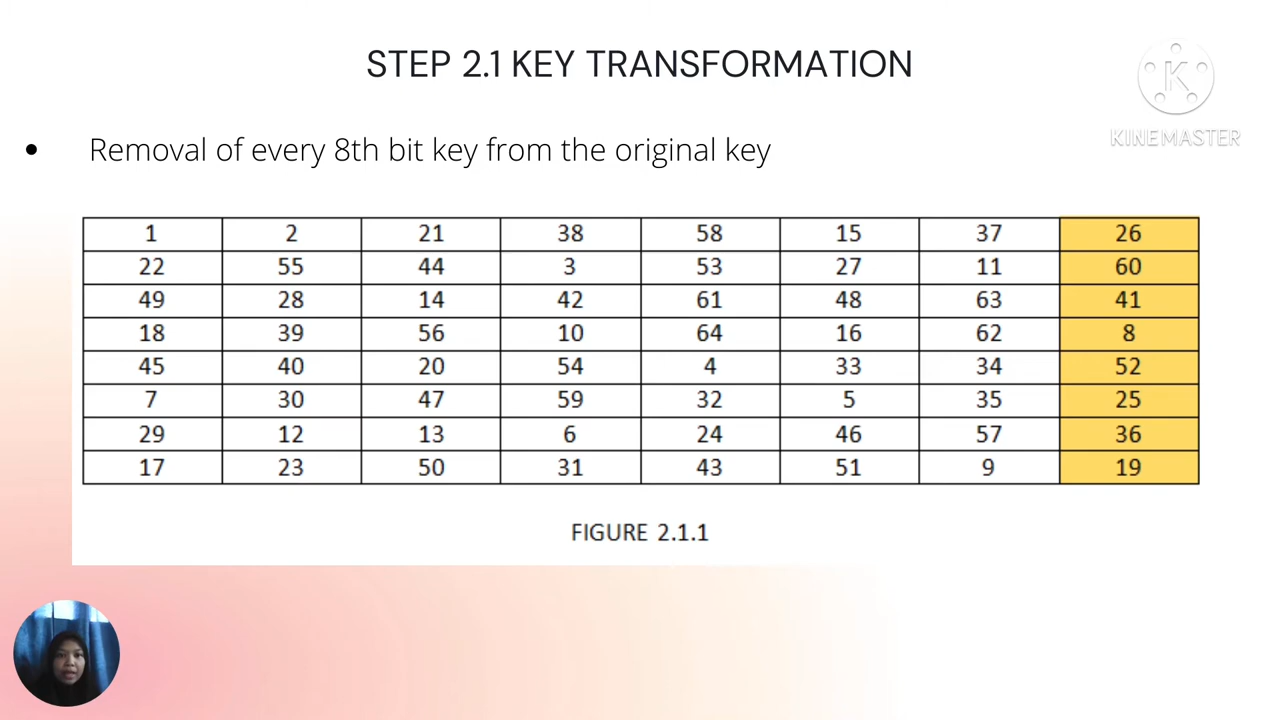 STEP 2.1 KEY TRANSFORMATION
KINEMASTER
• Removal of every 8th bit key from the original key
1 2 21 38 58 15 37 26
22 55 44 3 53 27 11 60
49 28 14 42 61 48 63 41
18 39 56 10 64 16 62 8
45 40 20 54 4 33 34 52
7 30 47 59 32 5 35 25
29 12 13 6 24 46 57 36
17 23 50 31 43 51 9 19
FIGURE 2.1.1